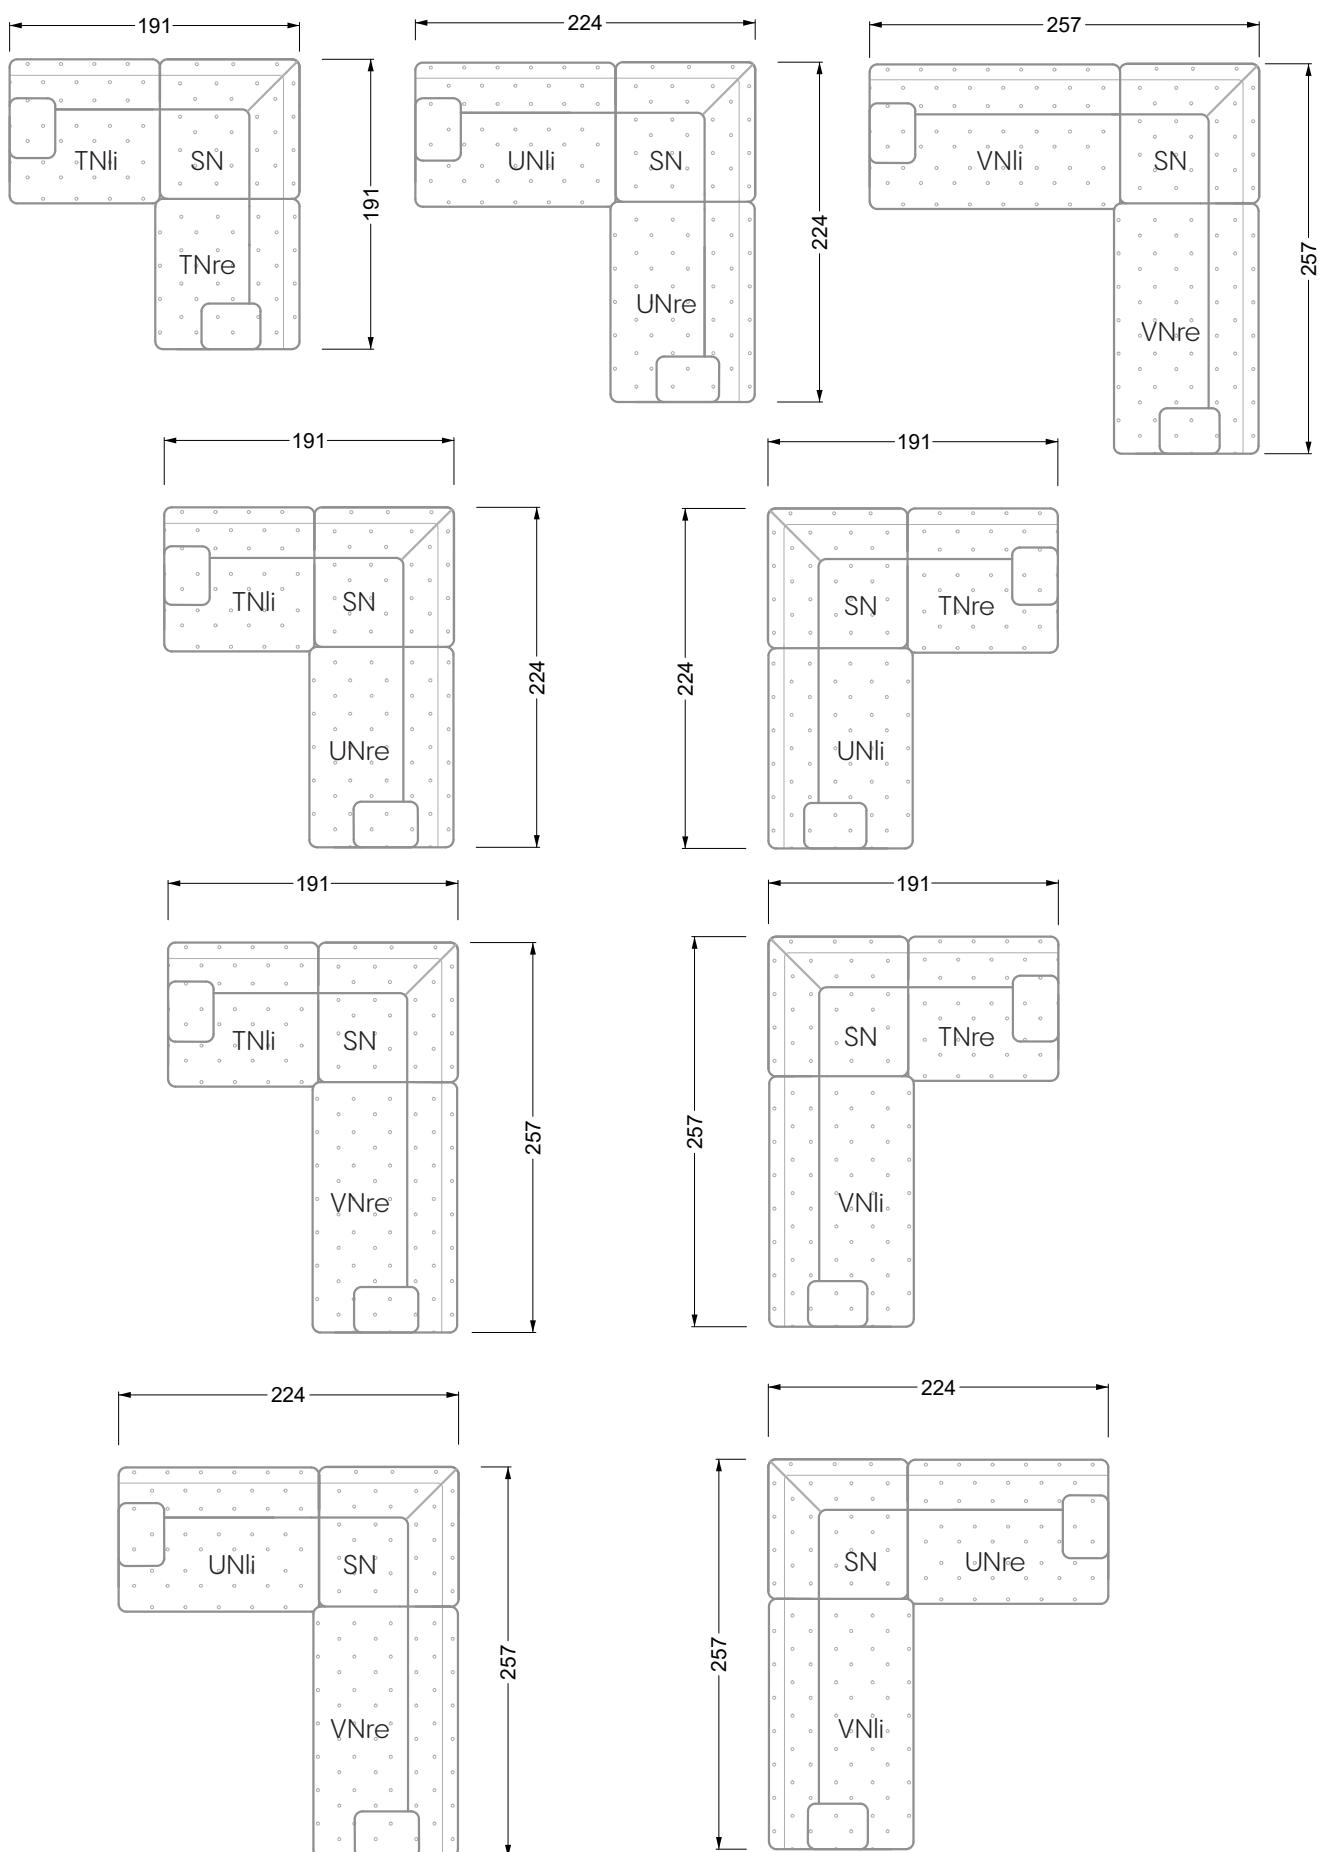 191
224
257
TNli SN
191
TNre
UNli SN
224
UNre
VNli SN
257
VNre
191
191
TNli SN
224
UNre
224
SN TNre
UNli
191
191
TNli SN
257
VNre
257
SN TNre
VNli
224
224
UNli SN
257
VNre
257
SN UNre
VNli